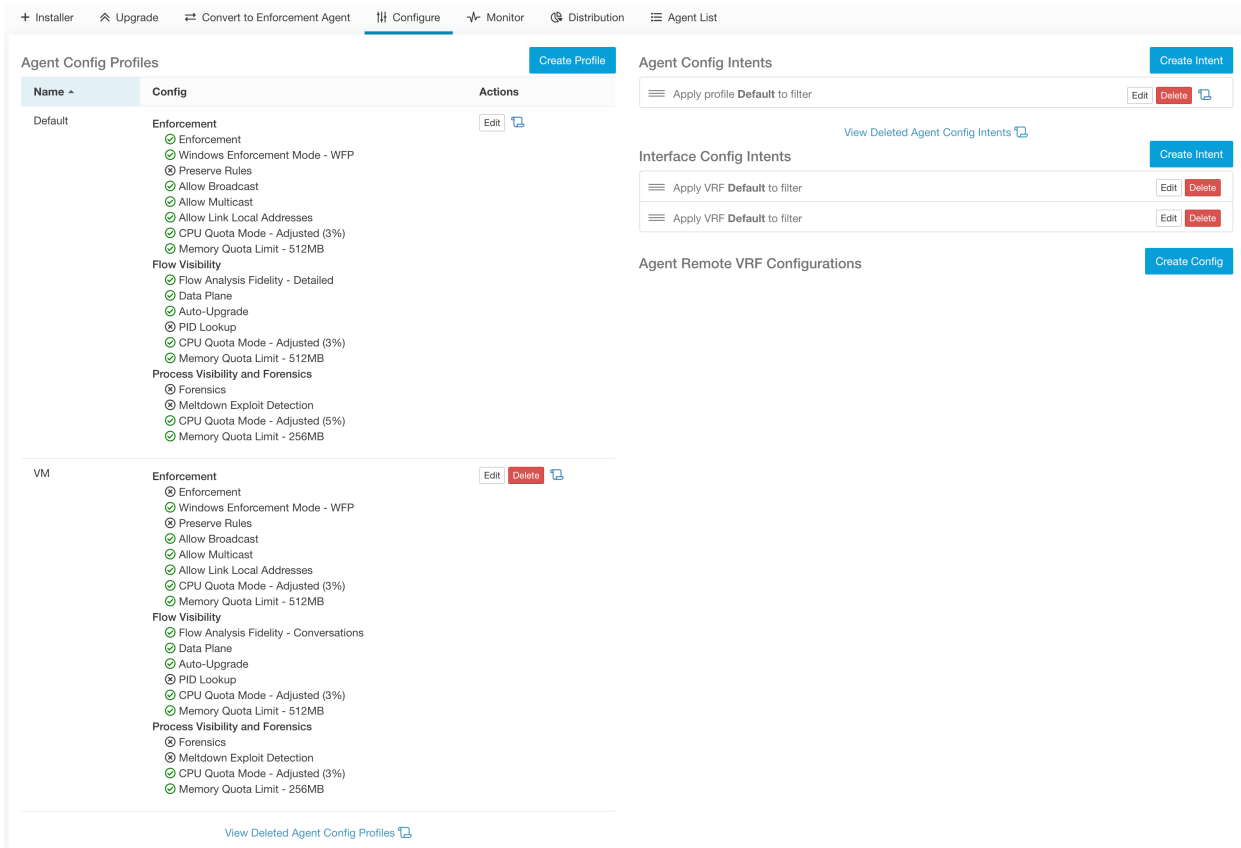 Installer Upgrade Convert to Enforcement Agent Configure Monitor Distribution Agent List
Agent Config Profiles Create Profile
Name Config Actions
Default
Enforcement Edit
Enforcement
Windows Enforcement Mode - WFP
Preserve Rules
Allow Broadcast
Allow Multicast
Allow Link Local Addresses
CPU Quota Mode - Adjusted (3%)
Memory Quota Limit - 512MB
Flow Visibility
Flow Analysis Fidelity - Detailed
Data Plane
Auto-Upgrade
PID Lookup
CPU Quota Mode - Adjusted (3%)
Memory Quota Limit - 512MB
Process Visibility and Forensics
Forensics
Meltdown Exploit Detection
CPU Quota Mode - Adjusted (5%)
Memory Quota Limit - 256MB
VM
Enforcement Edit Delete
Enforcement
Windows Enforcement Mode - WFP
Preserve Rules
Allow Broadcast
Allow Multicast
Allow Link Local Addresses
CPU Quota Mode - Adjusted (3%)
Memory Quota Limit - 512MB
Flow Visibility
Flow Analysis Fidelity - Conversations
Data Plane
Auto-Upgrade
PID Lookup
CPU Quota Mode - Adjusted (3%)
Memory Quota Limit - 512MB
Process Visibility and Forensics
Forensics
Meltdown Exploit Detection
CPU Quota Mode - Adjusted (3%)
Memory Quota Limit - 256MB
View Deleted Agent Config Profiles
Agent Config Intents Create Intent
Apply profile Default to filter Edit Delete
View Deleted Agent Config Intents
Interface Config Intents Create Intent
Apply VRF Default to filter Edit Delete
Apply VRF Default to filter Edit Delete
Agent Remote VRF Configurations Create Config